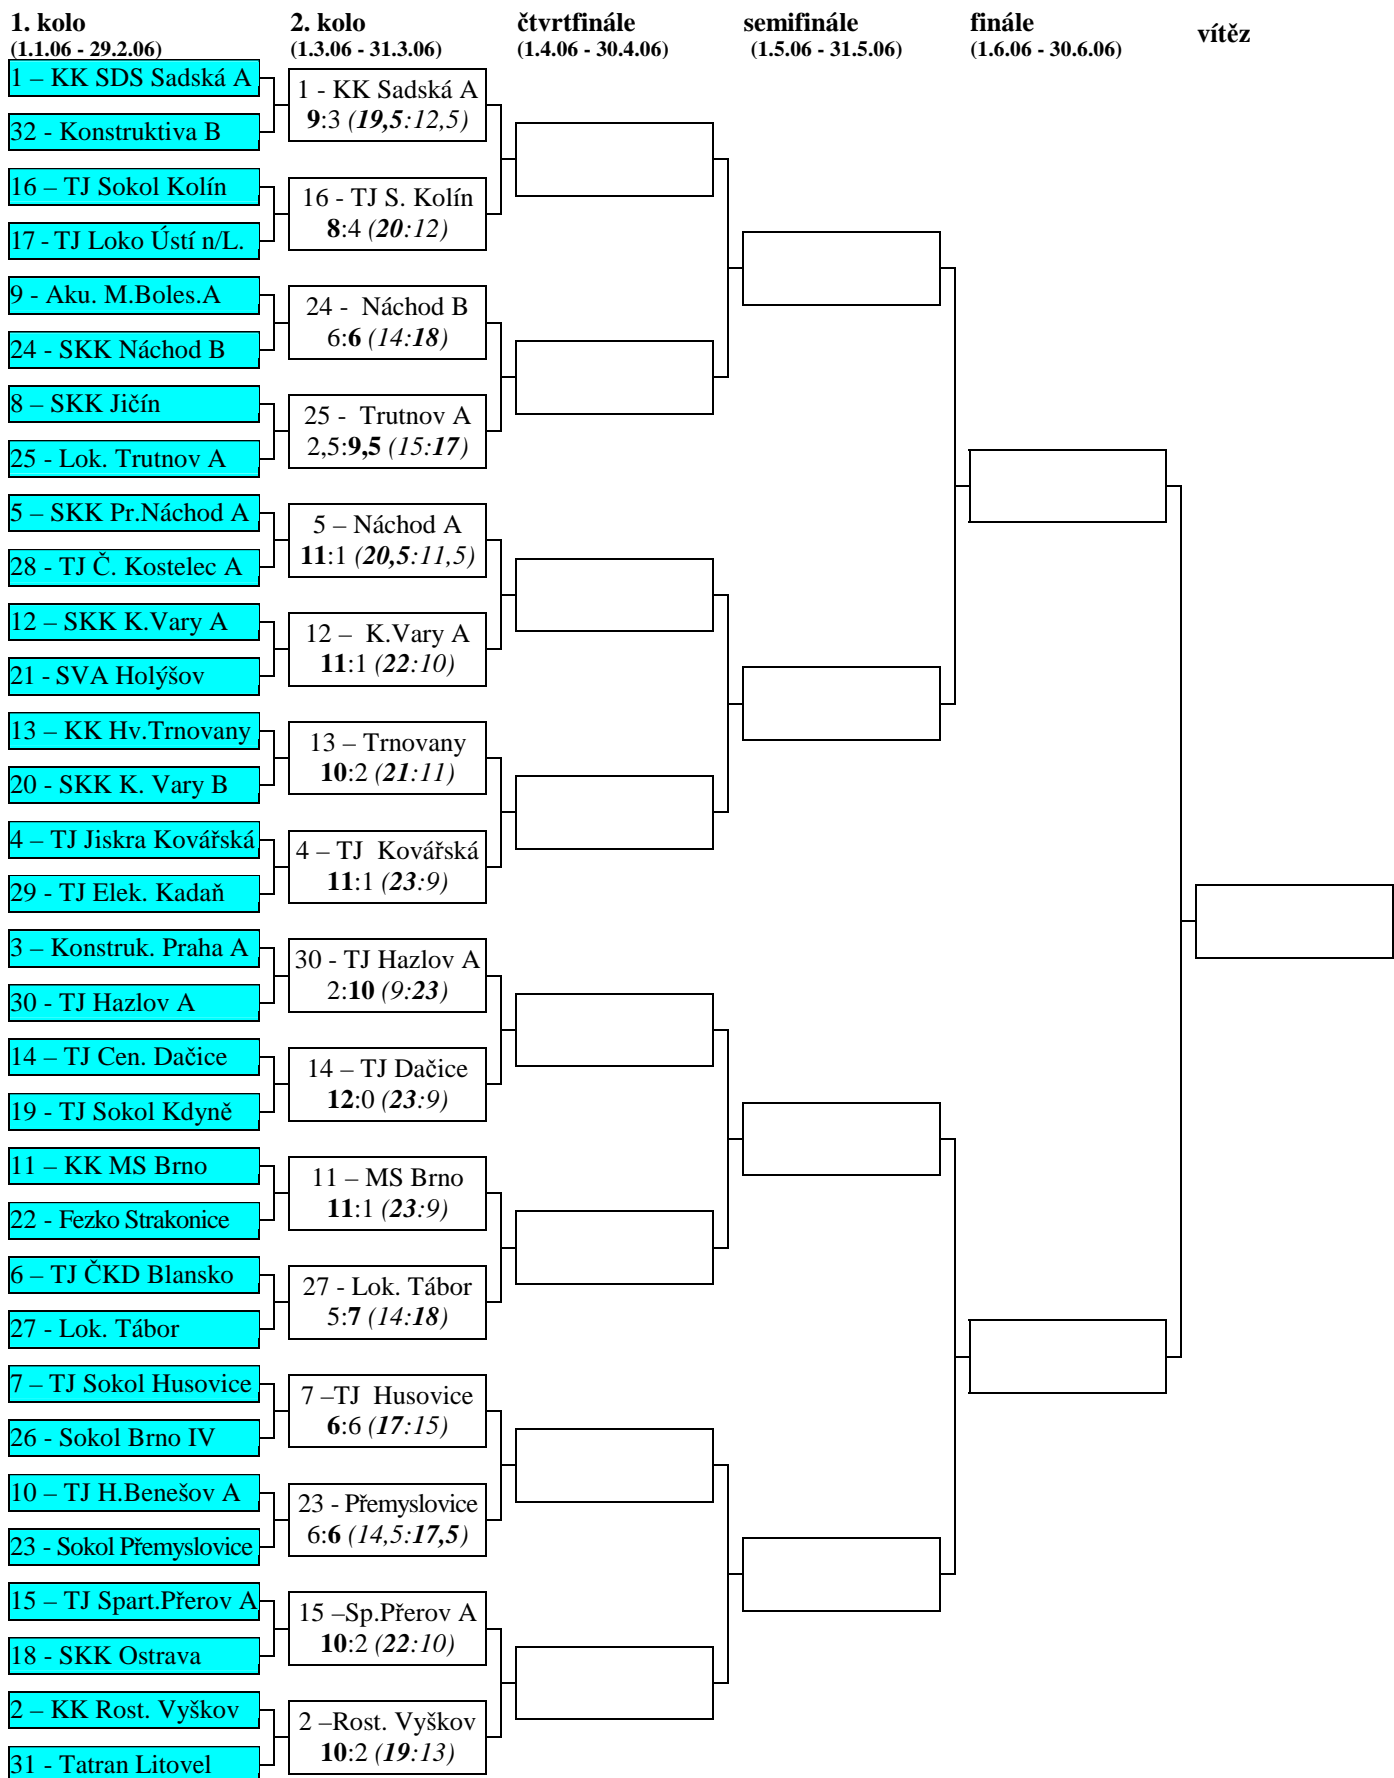 1. kolo
(1.1.06 - 29.2.06)
2. kolo
(1.3.06 - 31.3.06)
čtvrtfinále
(1.4.06 - 30.4.06)
semifinále
(1.5.06 - 31.5.06)
finále
(1.6.06 - 30.6.06)
vítěz
1 – KK SDS Sadská A
32 - Konstruktiva B
16 – TJ Sokol Kolín
17 - TJ Loko Ústí n/L.
9 - Aku. M.Boles.A
24 - SKK Náchod B
8 – SKK Jičín
25 - Lok. Trutnov A
5 – SKK Pr.Náchod A
28 - TJ Č. Kostelec A
12 – SKK K.Vary A
21 - SVA Holýšov
13 – KK Hv.Trnovany
20 - SKK K. Vary B
4 – TJ Jiskra Kovářská
29 - TJ Elek. Kadaň
3 – Konstruk. Praha A
30 - TJ Hazlov A
14 – TJ Cen. Dačice
19 - TJ Sokol Kdyně
11 – KK MS Brno
22 - Fezko Strakonice
6 – TJ ČKD Blansko
27 - Lok. Tábor
7 – TJ Sokol Husovice
26 - Sokol Brno IV
10 – TJ H.Benešov A
23 - Sokol Přemyslovice
15 – TJ Spart.Přerov A
18 - SKK Ostrava
2 – KK Rost. Vyškov
31 - Tatran Litovel
1 - KK Sadská A
9:3 (19,5:12,5)
16 - TJ S. Kolín
8:4 (20:12)
24 - Náchod B
6:6 (14:18)
25 - Trutnov A
2,5:9,5 (15:17)
5 – Náchod A
11:1 (20,5:11,5)
12 – K.Vary A
11:1 (22:10)
13 – Trnovany
10:2 (21:11)
4 – TJ Kovářská
11:1 (23:9)
30 - TJ Hazlov A
2:10 (9:23)
14 – TJ Dačice
12:0 (23:9)
11 – MS Brno
11:1 (23:9)
27 - Lok. Tábor
5:7 (14:18)
7 –TJ Husovice
6:6 (17:15)
23 - Přemyslovice
6:6 (14,5:17,5)
15 –Sp.Přerov A
10:2 (22:10)
2 –Rost. Vyškov
10:2 (19:13)